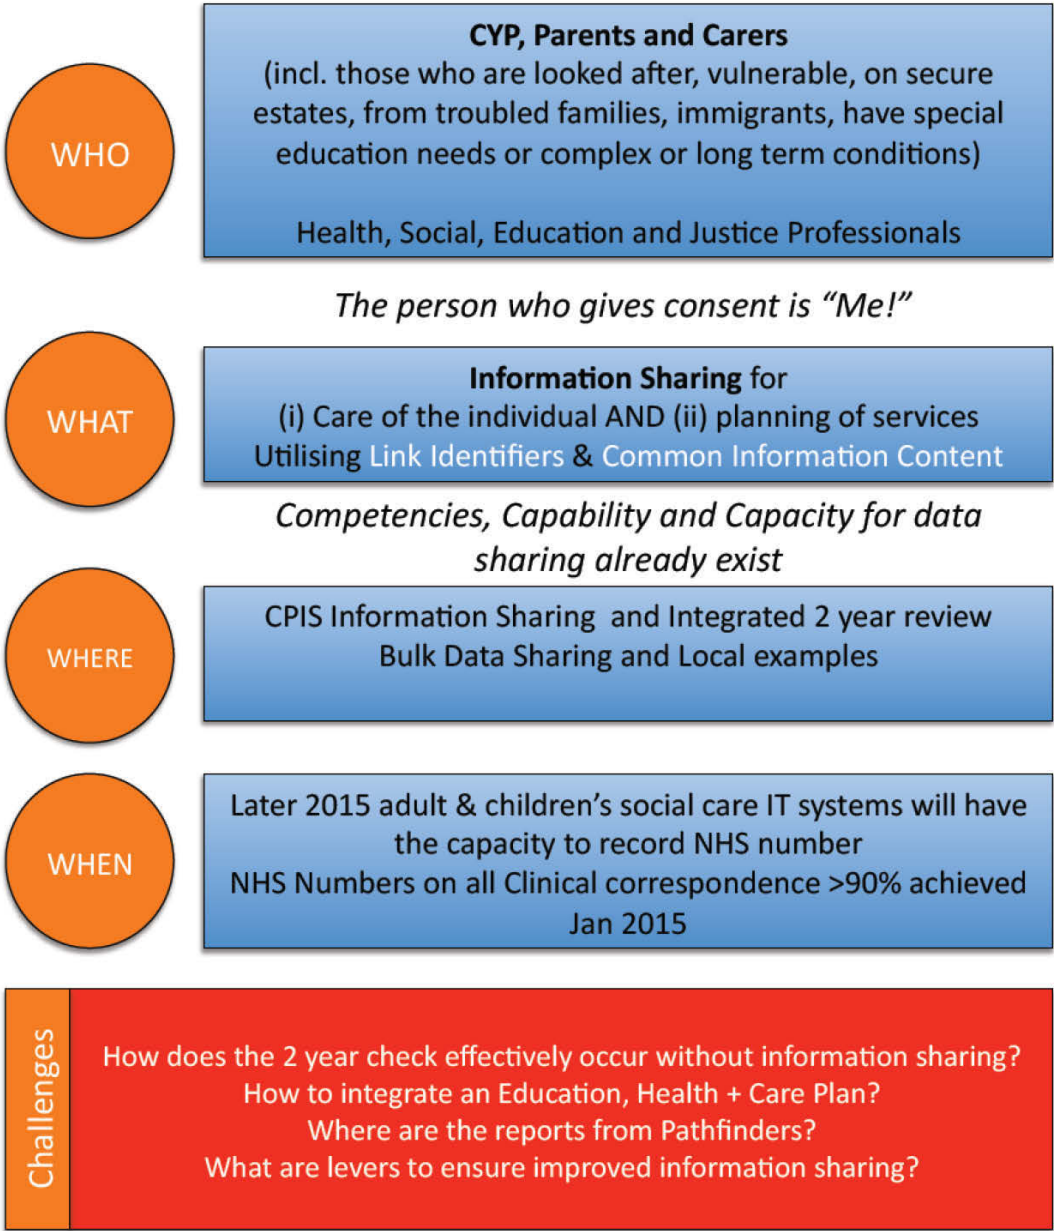 WHO
CYP, Parents and Carers
(incl. those who are looked after, vulnerable, on secure
estates, from troubled families, immigrants, have special
education needs or complex or long term conditions)
Health, Social, Education and Justice Professionals
The person who gives consent is “Me!”
WHAT
Information Sharing for
(i) Care of the individual AND (ii) planning of services
Utilising Link Identifiers & Common Information Content
Competencies, Capability and Capacity for data
sharing already exist
WHERE
CPIS Information Sharing and Integrated 2 year review
Bulk Data Sharing and Local examples
WHEN
Later 2015 adult & children’s social care IT systems will have
the capacity to record NHS number
NHS Numbers on all Clinical correspondence >90% achieved
Jan 2015
Challenges
How does the 2 year check effectively occur without information sharing?
How to integrate an Education, Health + Care Plan?
Where are the reports from Pathfinders?
What are levers to ensure improved information sharing?